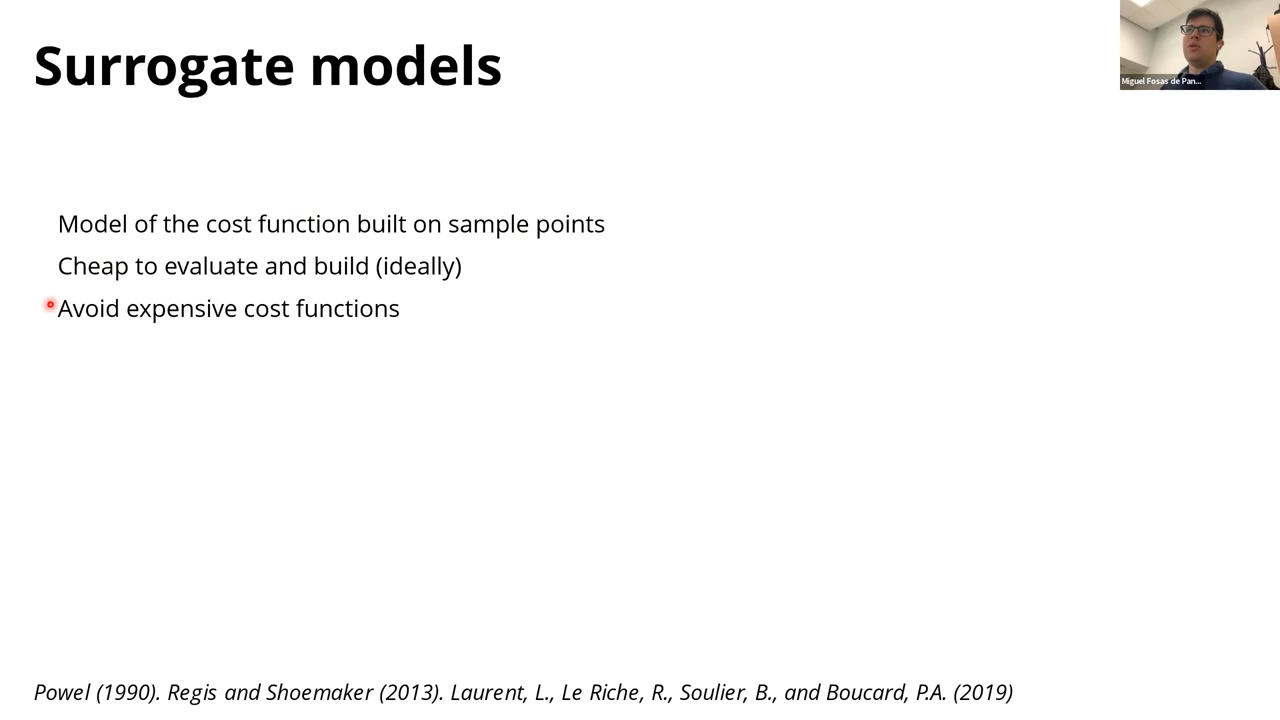 Surrogate models
Miguel Fosas de Pan...
Model of the cost function built on sample points
Cheap to evaluate and build (ideally)
Avoid expensive cost functions
Powel (1990). Regis and Shoemaker (2013). Laurent, L., Le Riche, R., Soulier, B., and Boucard, P.A. (2019)